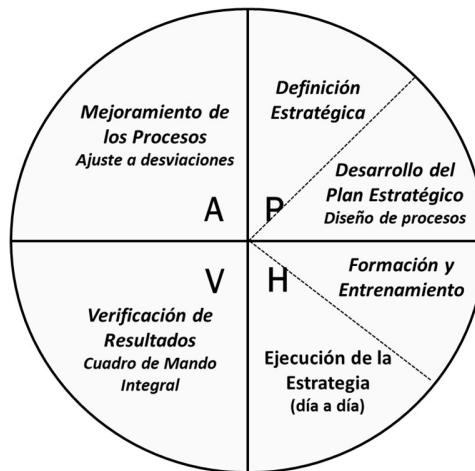 Definición
Estratégica
Desarrollo del
Plan Estratégico
Diseño de procesos
P
Formación y
Entrenamiento
H
Ejecución de la
Estrategia
(día a día)
V
Verificación de
Resultados
Cuadro de Mando
Integral
Mejoramiento de
los Procesos
Ajuste a desviaciones
A